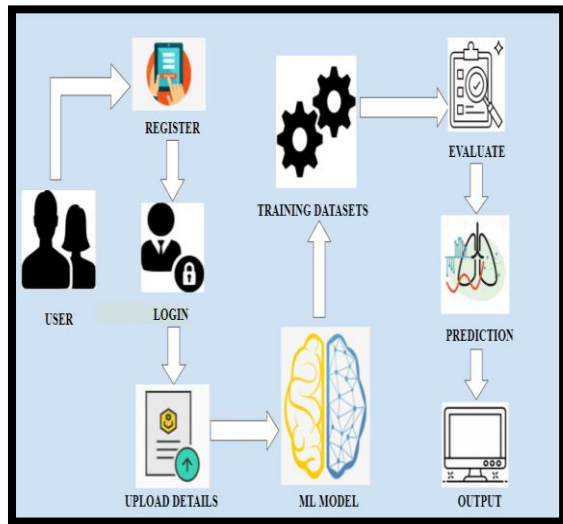 USER
REGISTER
LOGIN
UPLOAD DETAILS
ML MODEL
TRAINING DATASETS
EVALUATE
PREDICTION
OUTPUT